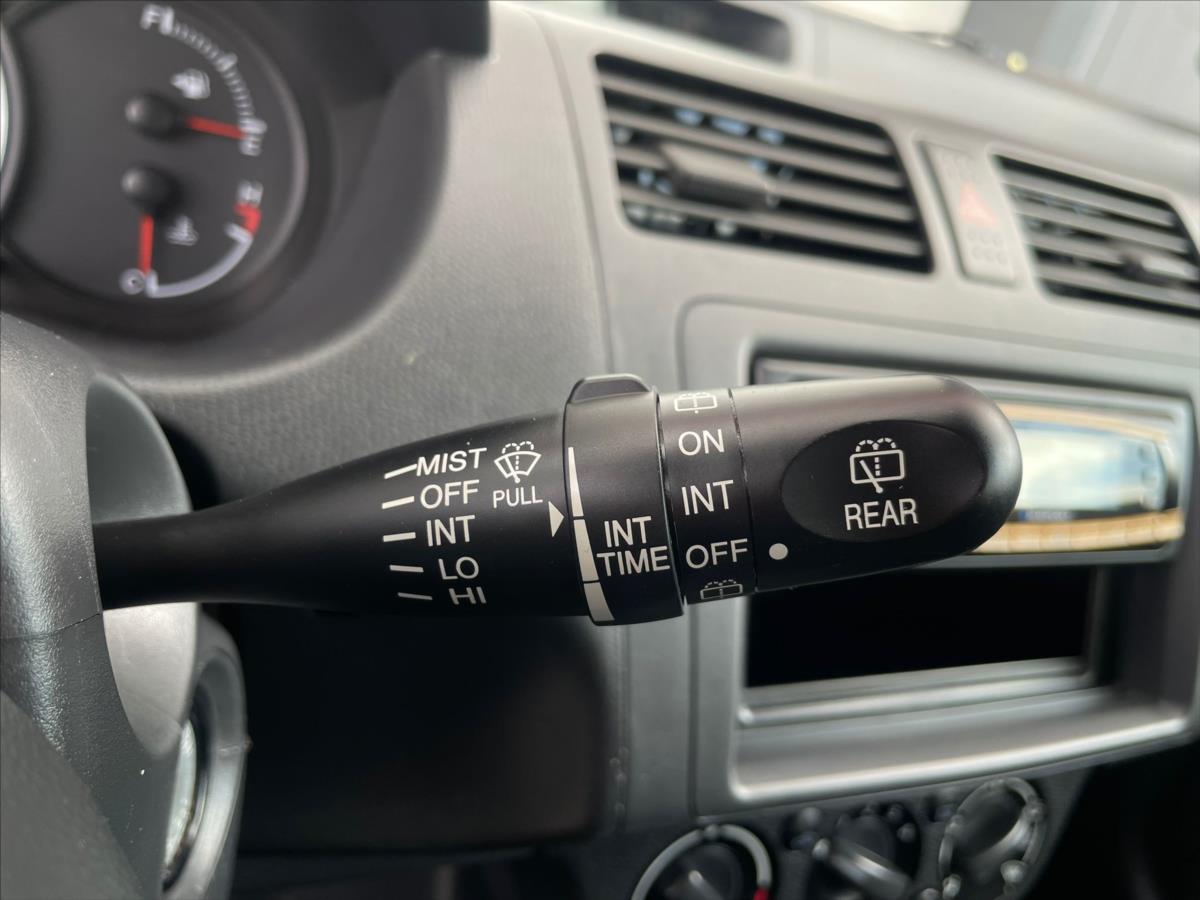 F
E
H
C
MIST
OFF
PULL
INT
LO
HI
INT
TIME
ON
INT
OFF
REAR